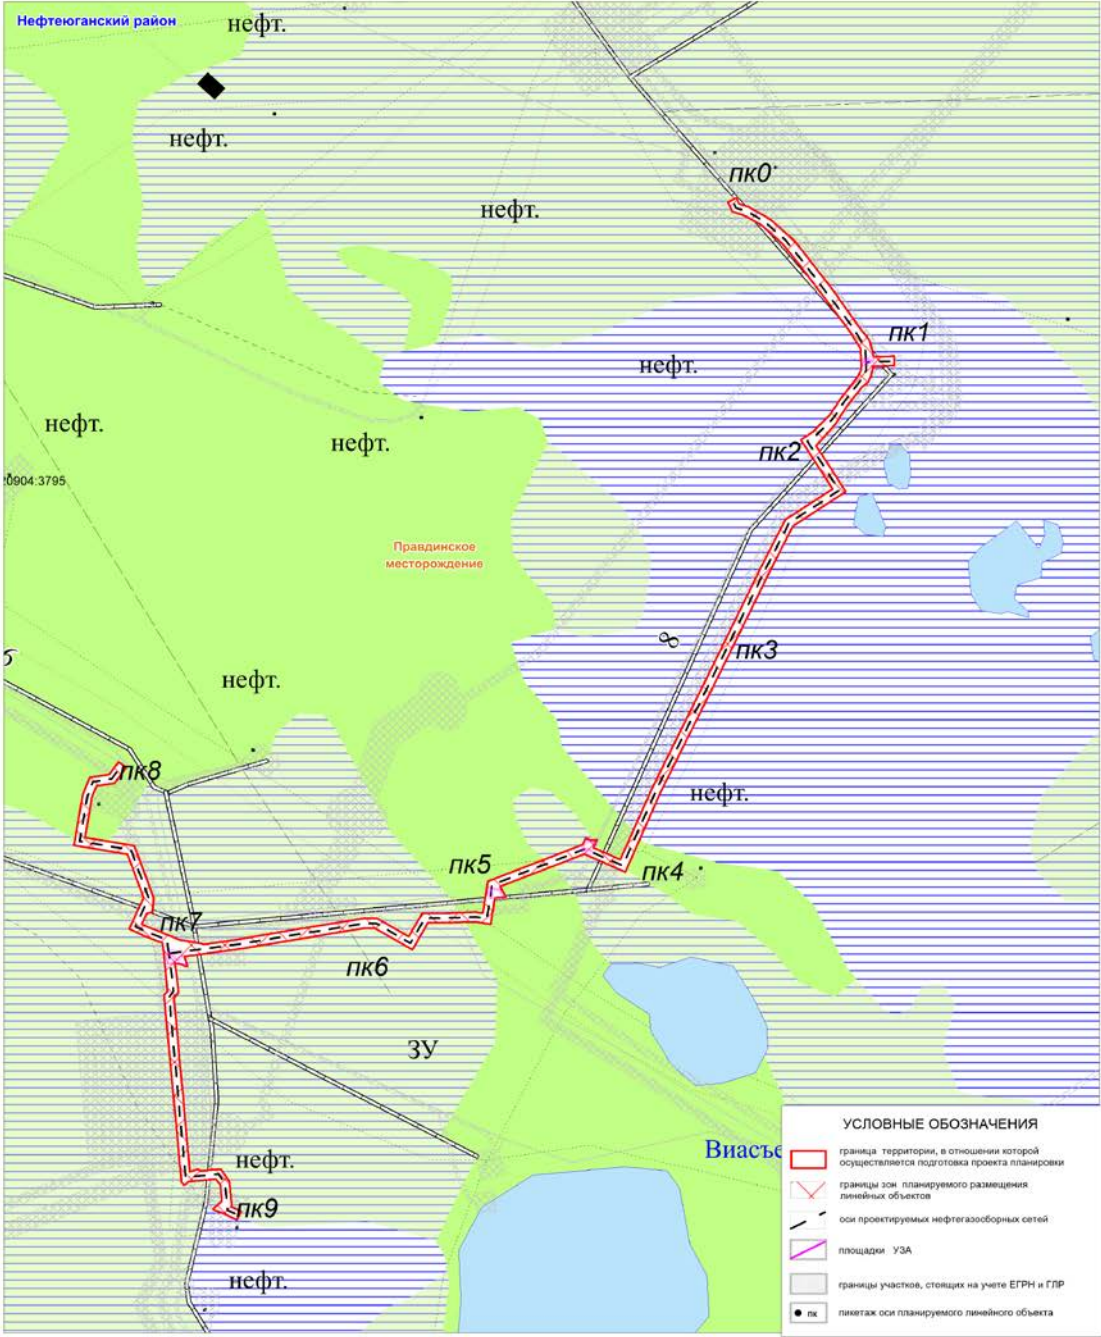 Нефтеюганский район
нефт.
нефт.
пк0
нефт.
пк1
нефт.
нефт.
нефт.
пк2
0904:3795
Правдинское
месторождение
8
пк3
б
нефт.
пк8
нефт.
пк5
пк4
пк7
пк6
ЗУ
Виасъе
нефт.
пк9
нефт.
УСЛОВНЫЕ ОБОЗНАЧЕНИЯ
граница территории, в отношении которой
осуществляется подготовка проекта планировки
границы зон планируемого размещения
линейных объектов
оси проектируемых нефтегазосборных сетей
площадки УЗА
границы участков, стоящих на учете ЕГРН и ГЛР
пк пикетаж оси планируемого линейного объекта